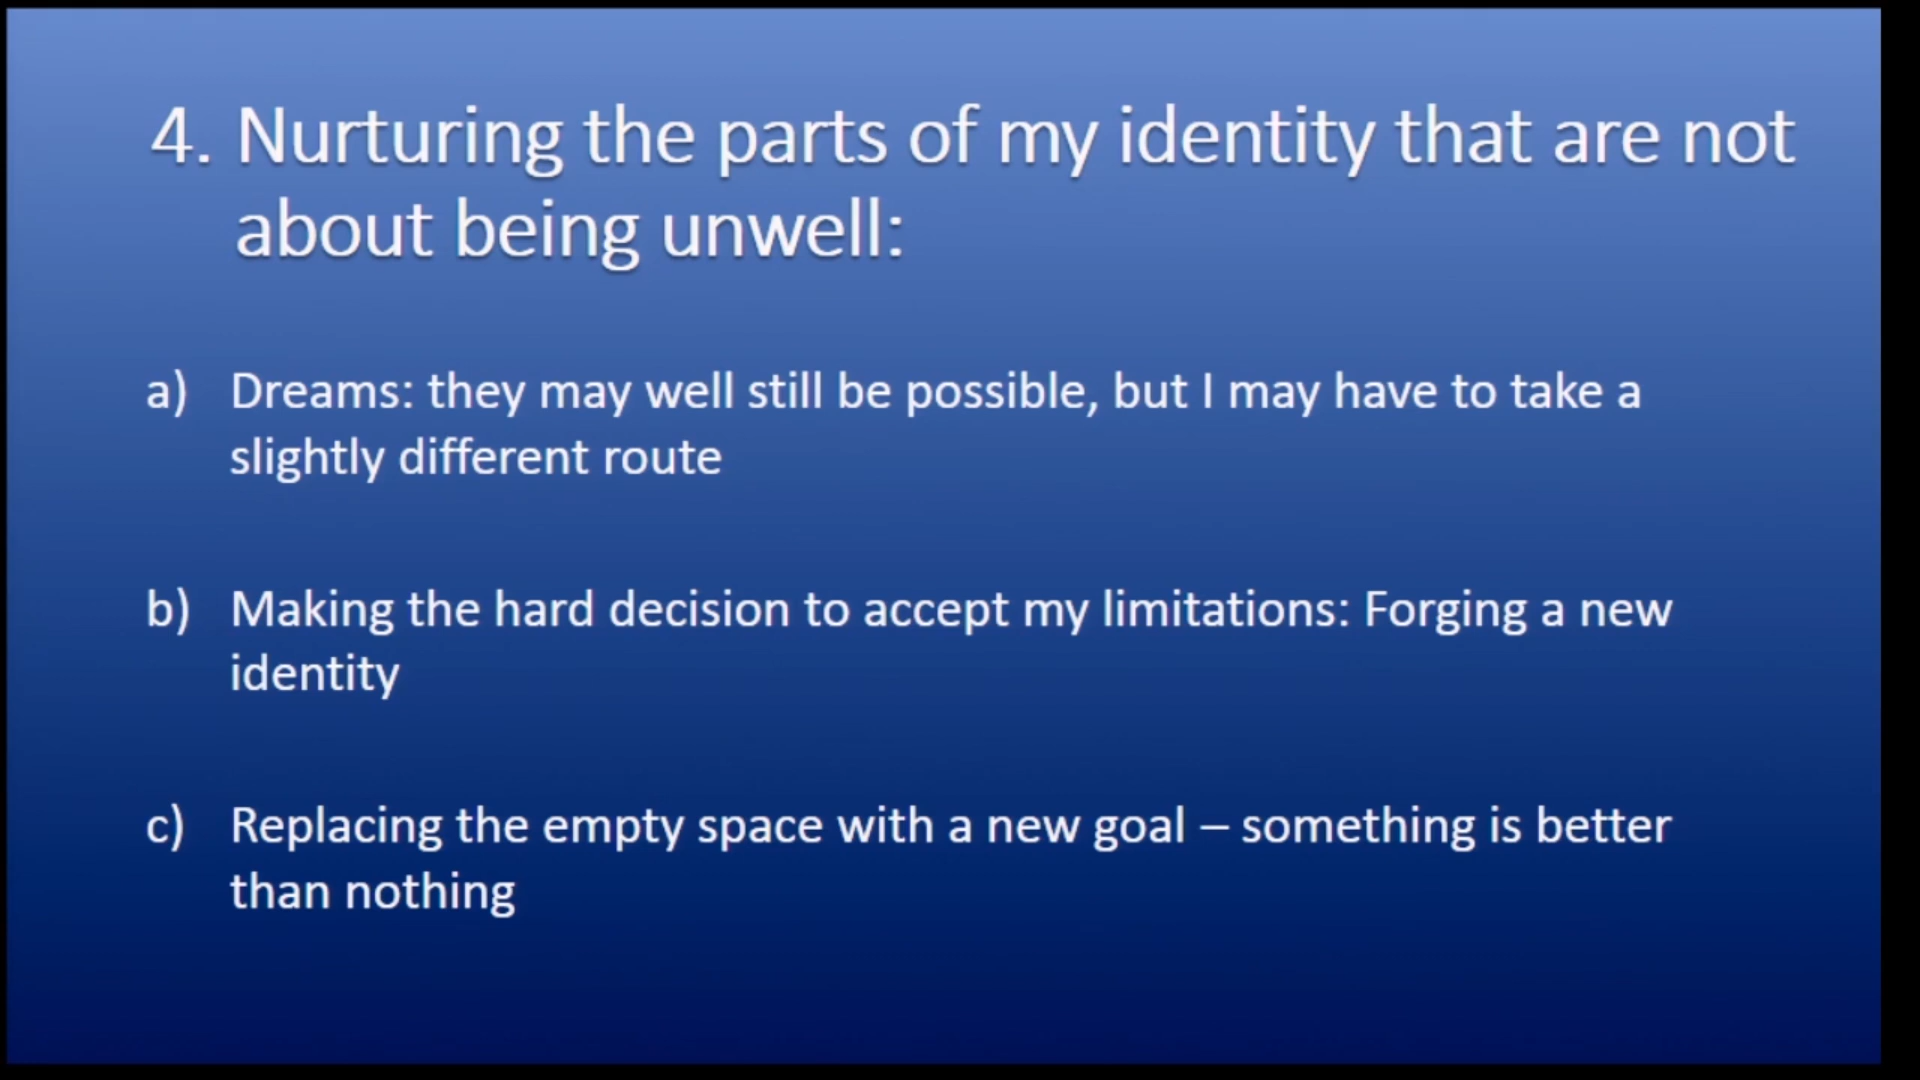 4. Nurturing the parts of my identity that are not
about being unwell:
a) Dreams: they may well still be possible, but I may have to take a
slightly different route
b) Making the hard decision to accept my limitations: Forging a new
identity
c) Replacing the empty space with a new goal – something is better
than nothing